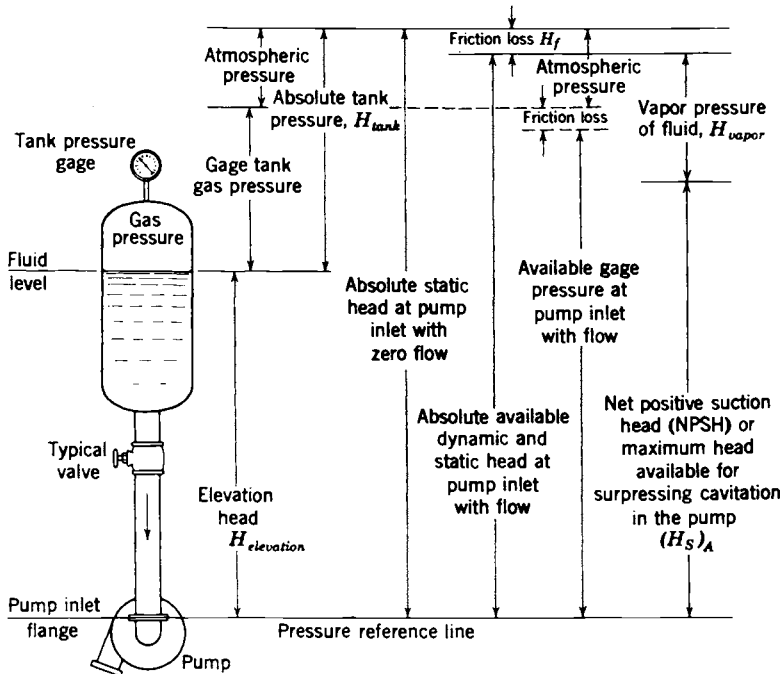 Friction loss H_f
Atmospheric
pressure
Atmospheric
pressure
Absolute tank
pressure, H_tank
Friction loss
Vapor pressure
of fluid, H_vapor
Tank pressure
gage
Gage tank
gas pressure
Gas
pressure
Fluid
level
Absolute static
head at pump
inlet with
zero flow
Available gage
pressure at
pump inlet
with flow
Absolute available
dynamic and
static head at
pump inlet
with flow
Net positive suction
head (NPSH) or
maximum head
available for
surpressing cavitation
in the pump
(H_S)_A
Typical
valve
Elevation
head
H_elevation
Pump inlet
flange
Pressure reference line
Pump